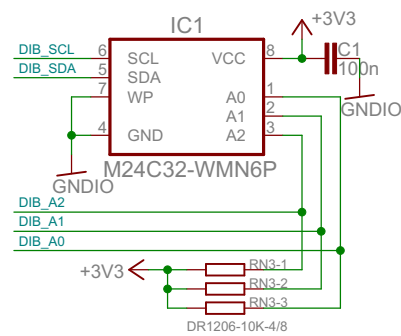 IC1
+3V3
DIB_SCL
6
SCL
VCC
8
C1
DIB_SDA
5
SDA
100n
7
WP
A0
1
A1
2
GNDIO
4
GND
A2
3
GNDIO
M24C32-WMN6P
DIB_A2
DIB_A1
DIB_A0
+3V3
RN3-1
RN3-2
RN3-3
DR1206-10K-4/8